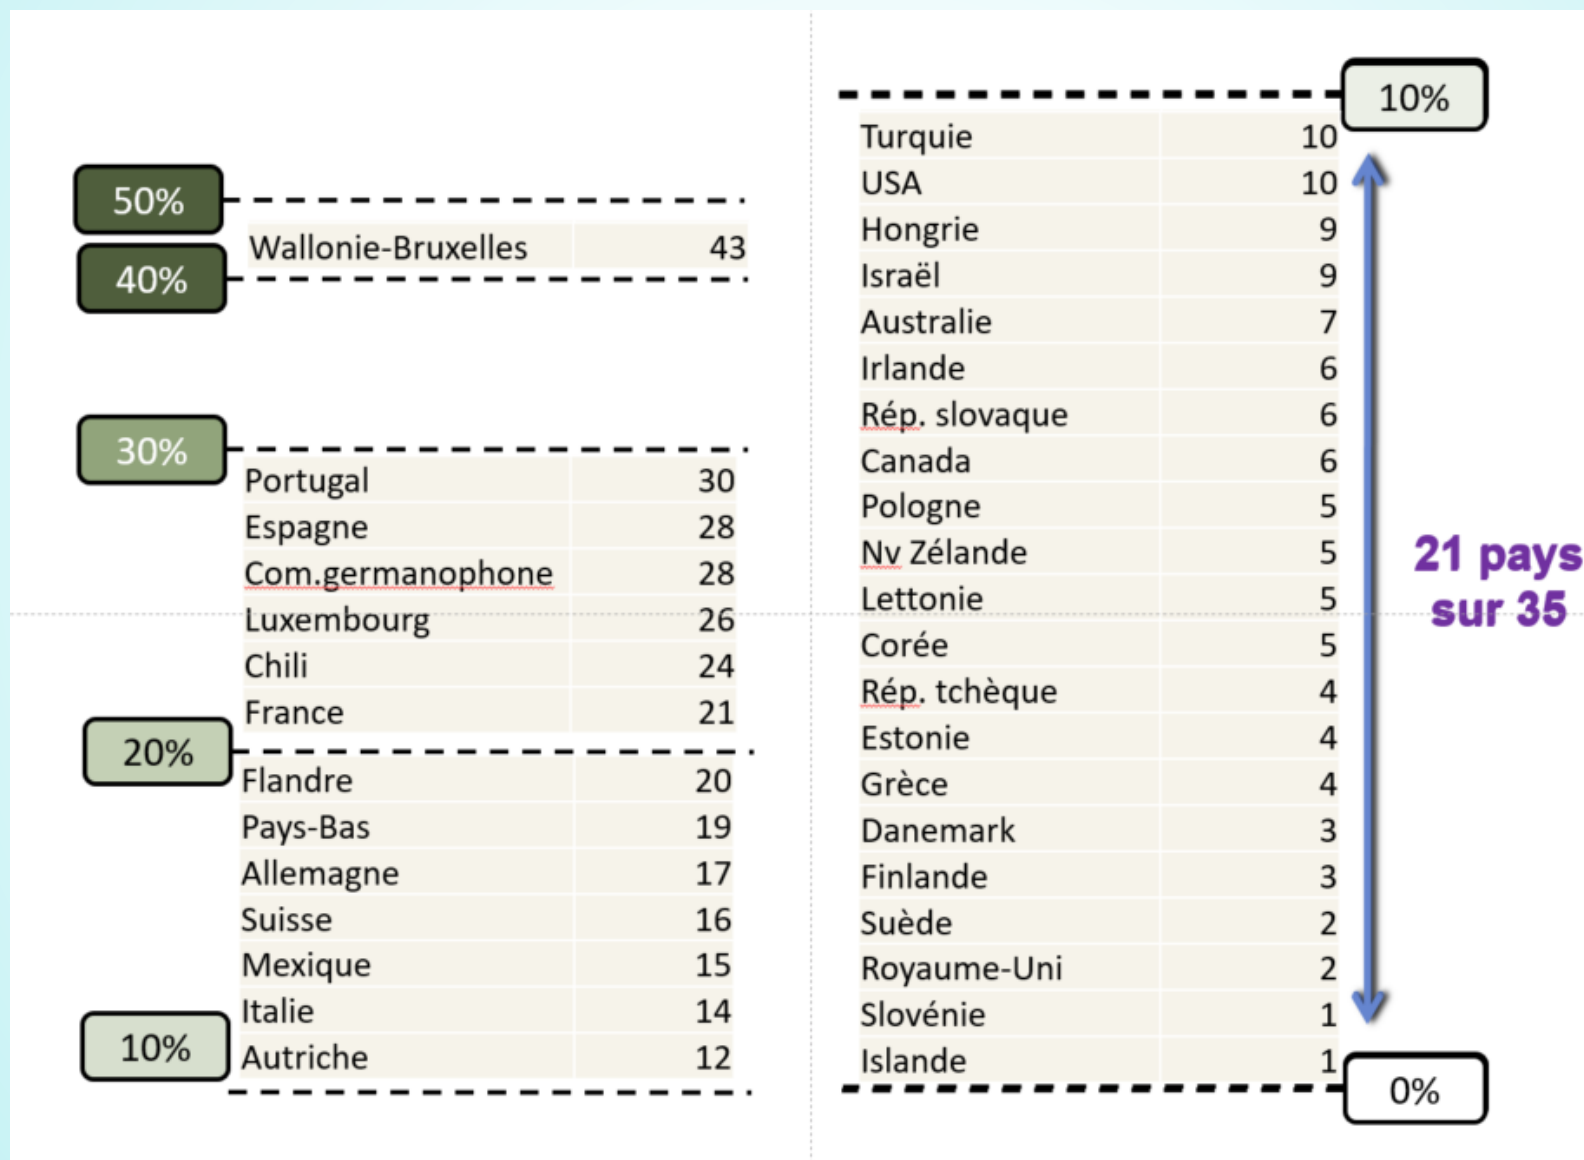 50%
Wallonie-Bruxelles 43
40%
30%
Portugal 30
Espagne 28
Com.germanophone 28
Luxembourg 26
Chili 24
France 21
20%
Flandre 20
Pays-Bas 19
Allemagne 17
Suisse 16
Mexique 15
Italie 14
10%
Autriche 12
10%
Turquie 10
USA 10
Hongrie 9
Israël 9
Australie 7
Irlande 6
Rép. slovaque 6
Canada 6
Pologne 5
Nv Zélande 5
Lettonie 5
Corée 5
Rép. tchèque 4
Estonie 4
Grèce 4
Danemark 3
Finlande 3
Suède 2
Royaume-Uni 2
Slovénie 1
Islande 1
0%
21 pays
sur 35